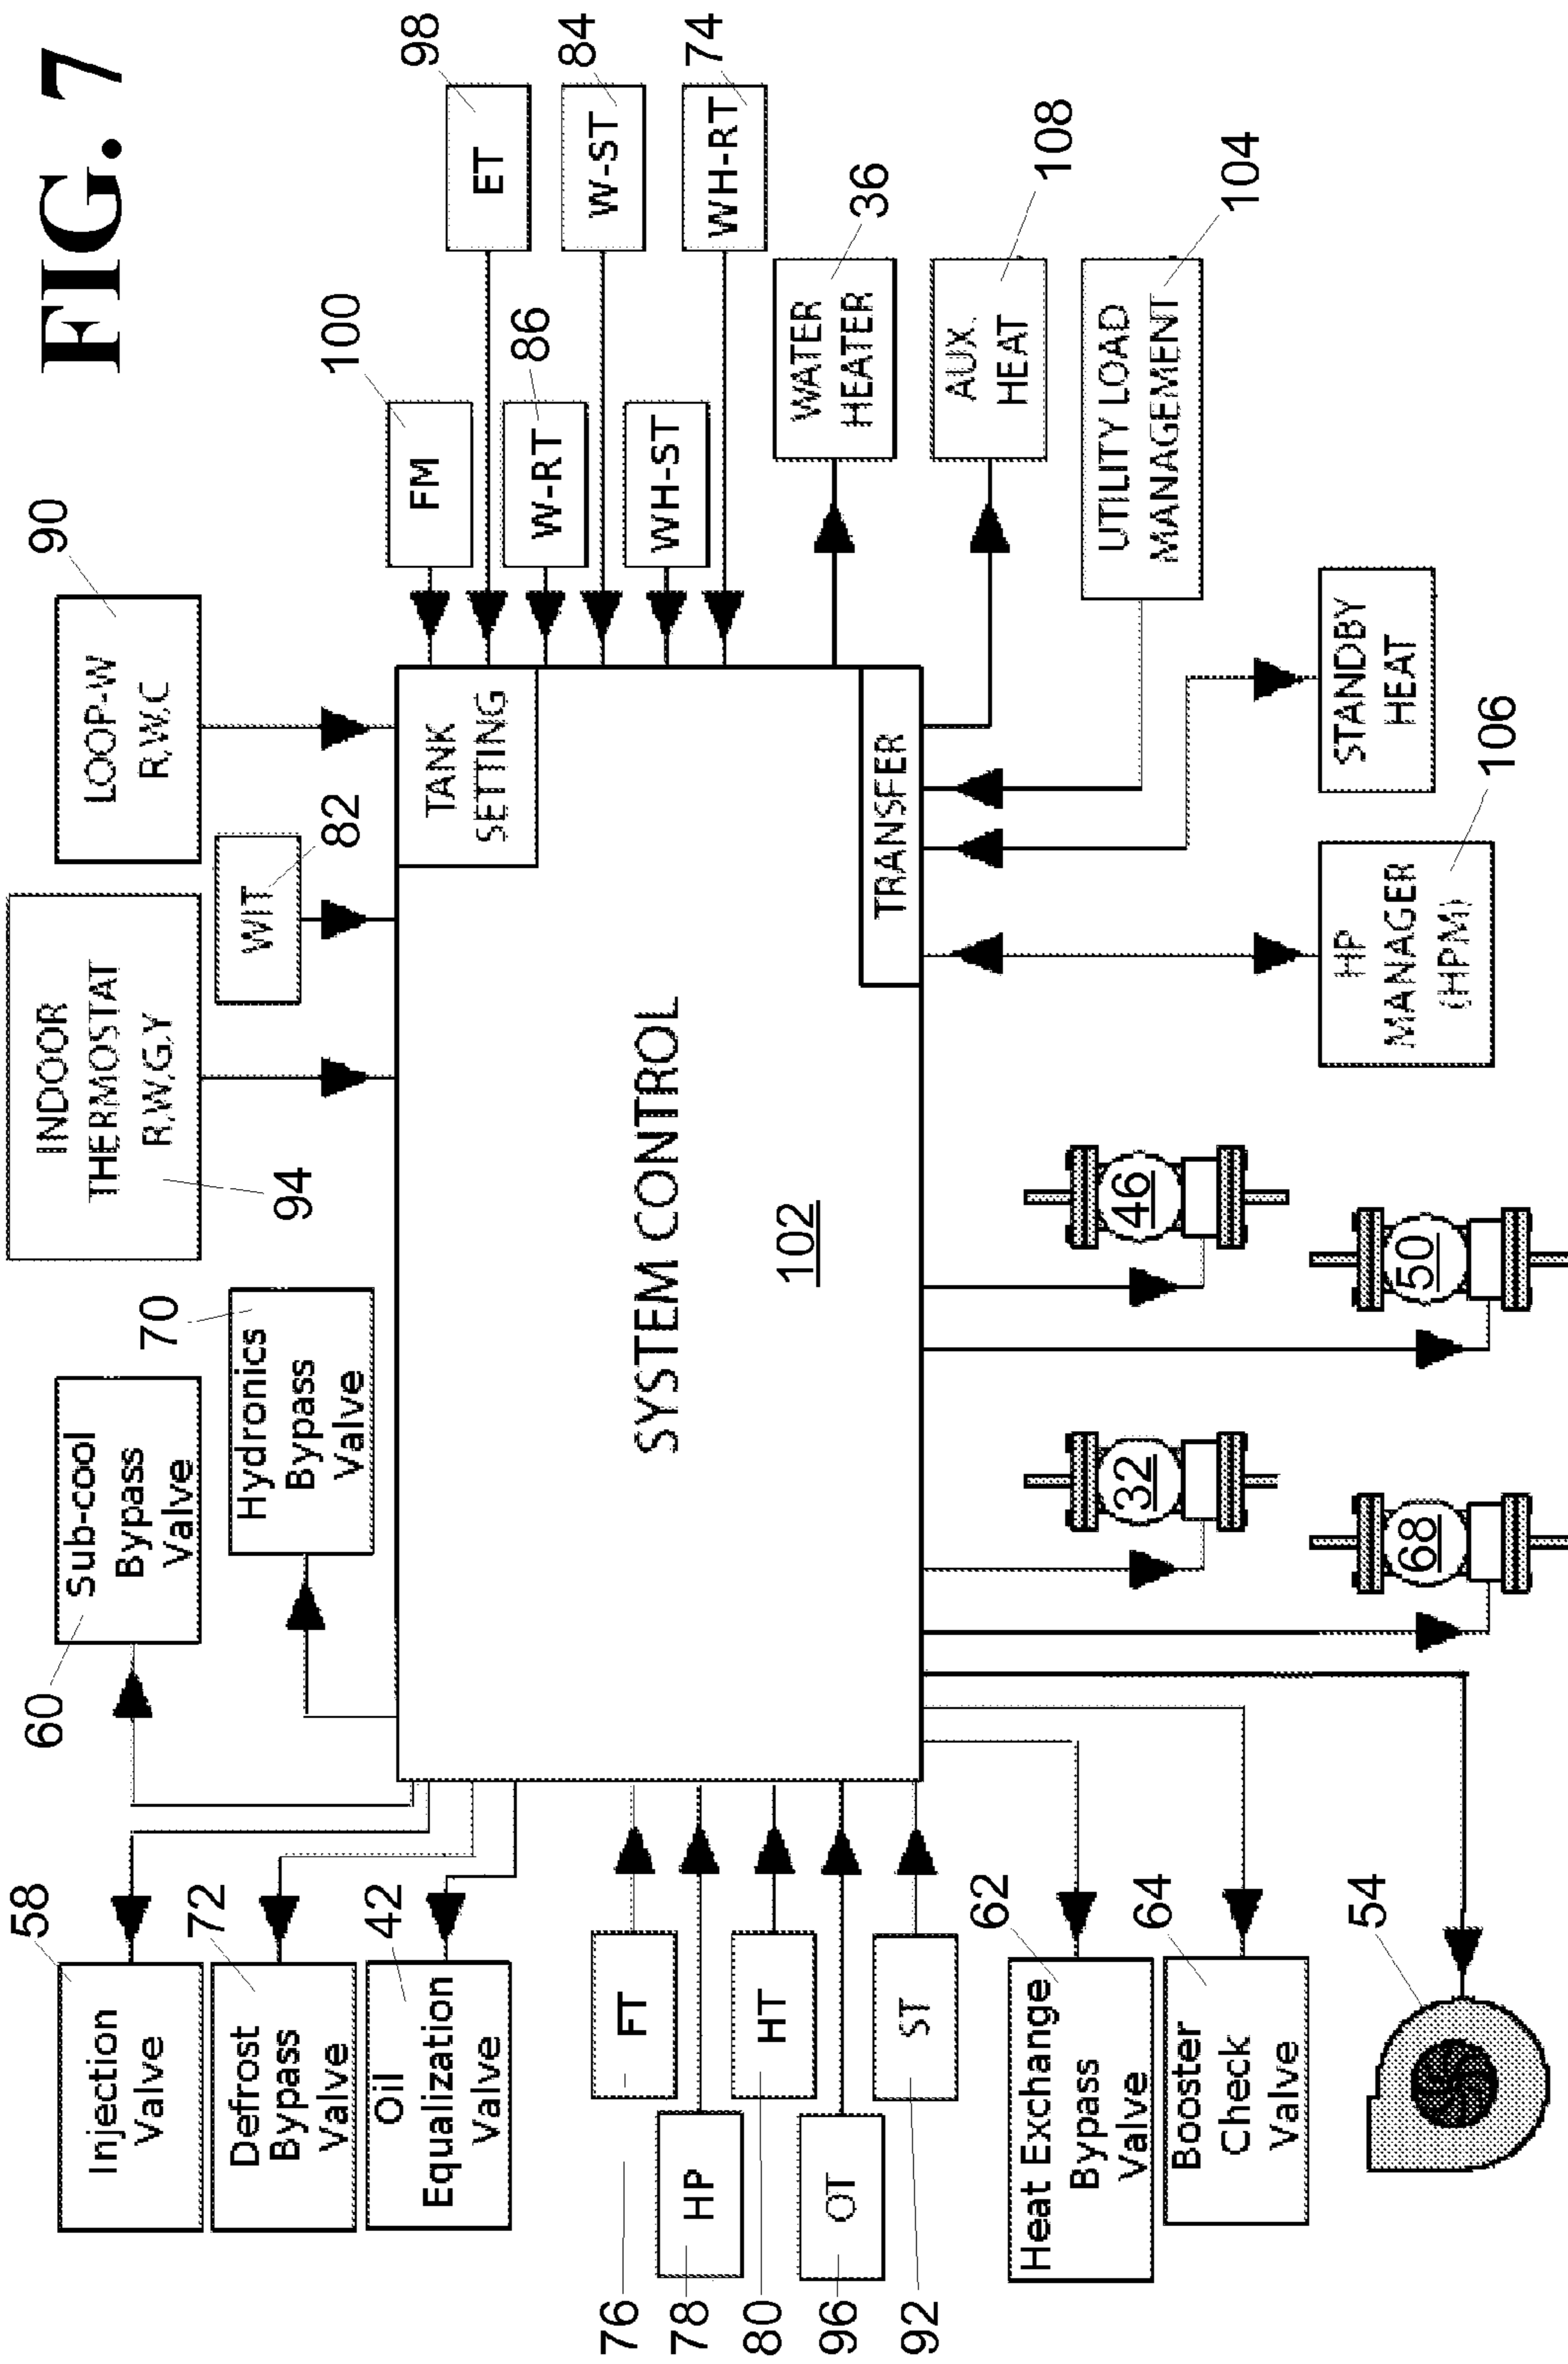 FIG. 7
58
Injection
Valve
60
Sub-cool
Bypass
Valve
INDOOR
THERMOSTAT
R,W,G,Y
94
LOOP-W
R,W,C
90
72
Defrost
Bypass
Valve
70
Hydronics
Bypass
Valve
WIT
82
42
Oil
Equalization
Valve
TANK
SETTING
FM
100
ET
98
W-RT
86
W-ST
84
WH-ST
WH-RT
74
76
FT
78
HP
80
HT
96
OT
92
ST
SYSTEM CONTROL
102
TRANSFER
WATER
HEATER
36
AUX.
HEAT
108
UTILITY LOAD
MANAGEMENT
104
62
Heat Exchange
Bypass
Valve
64
Booster
Check
Valve
32
46
54
68
50
HP
MANAGER
(HPM)
106
STANDBY
HEAT